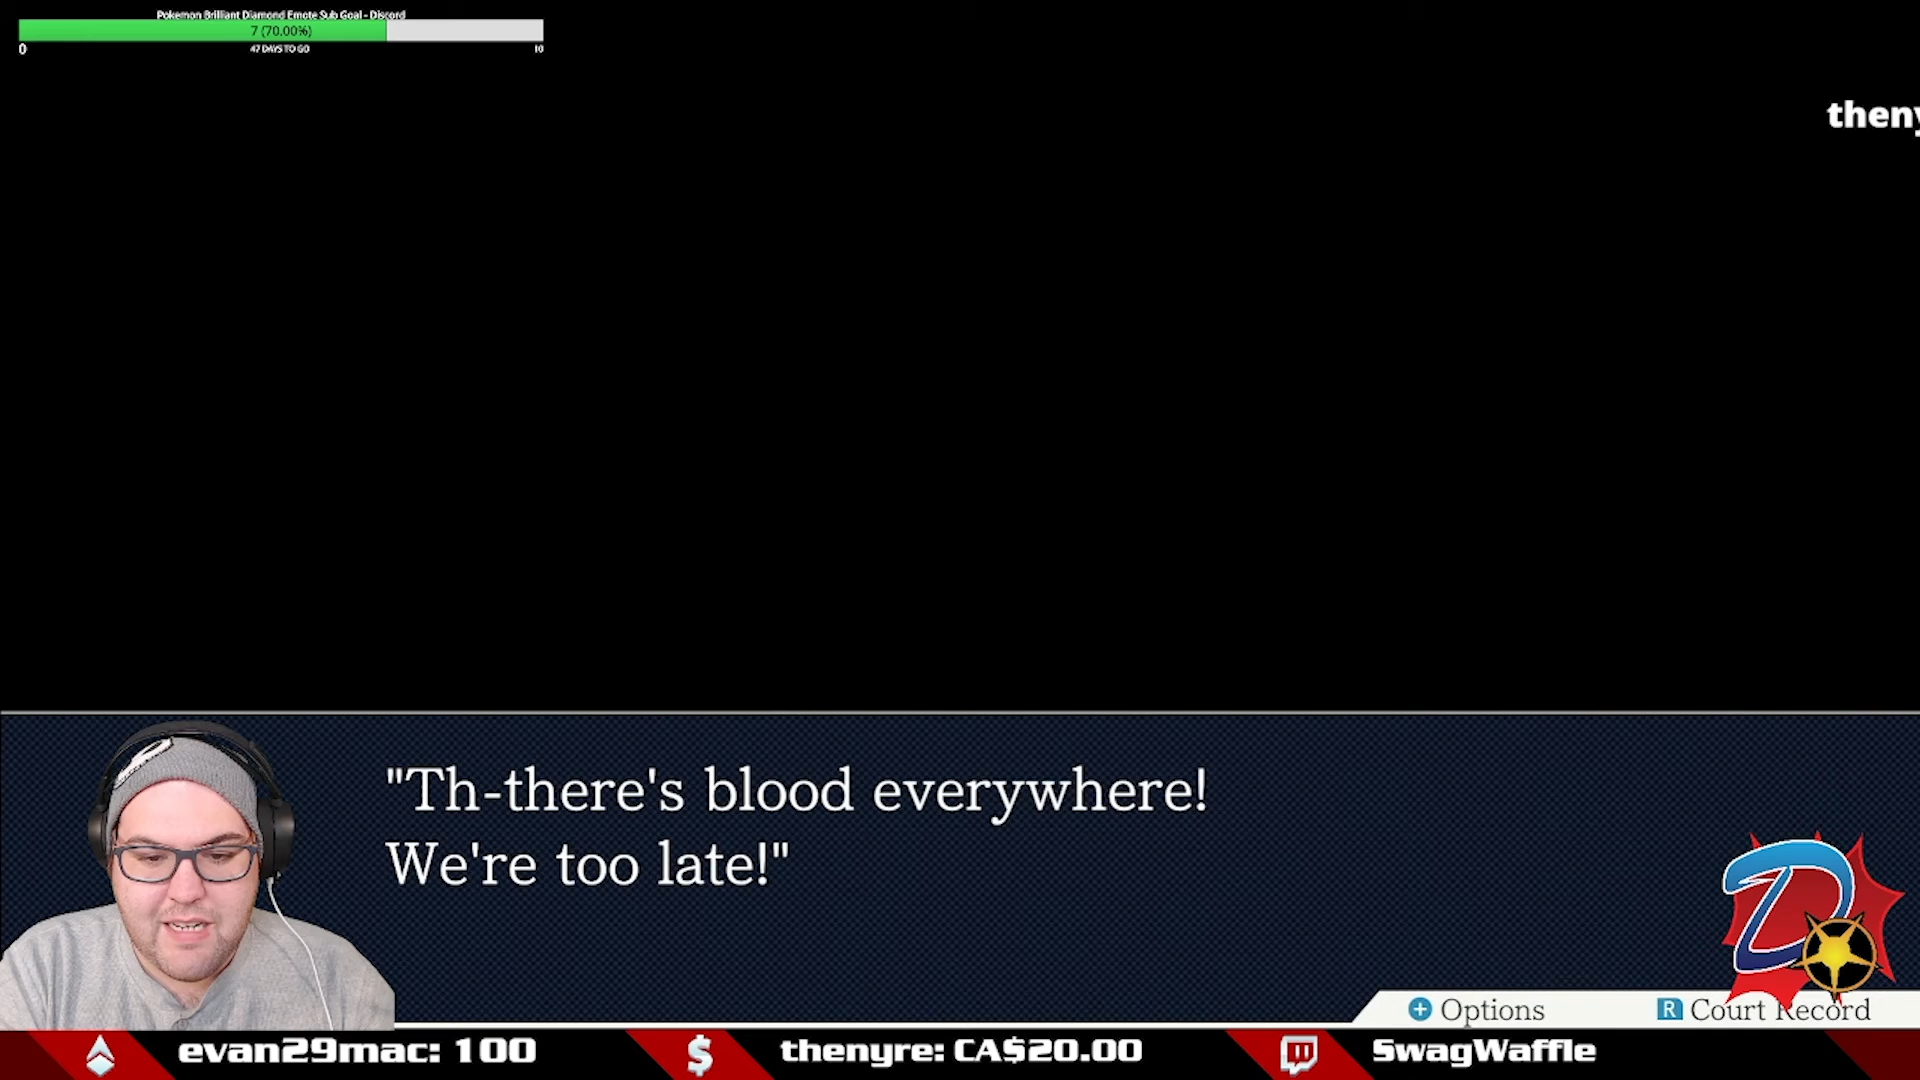 Pokemon Brilliant Diamond Emote Sub Goal - Discord
7 (70.00%)
0
47 DAYS TO GO
10
theny
"Th-there's blood everywhere!
We're too late!"
Options
R Court Record
evan29mac: 100
$
thenyre: CA$20.00
SwagWaffle